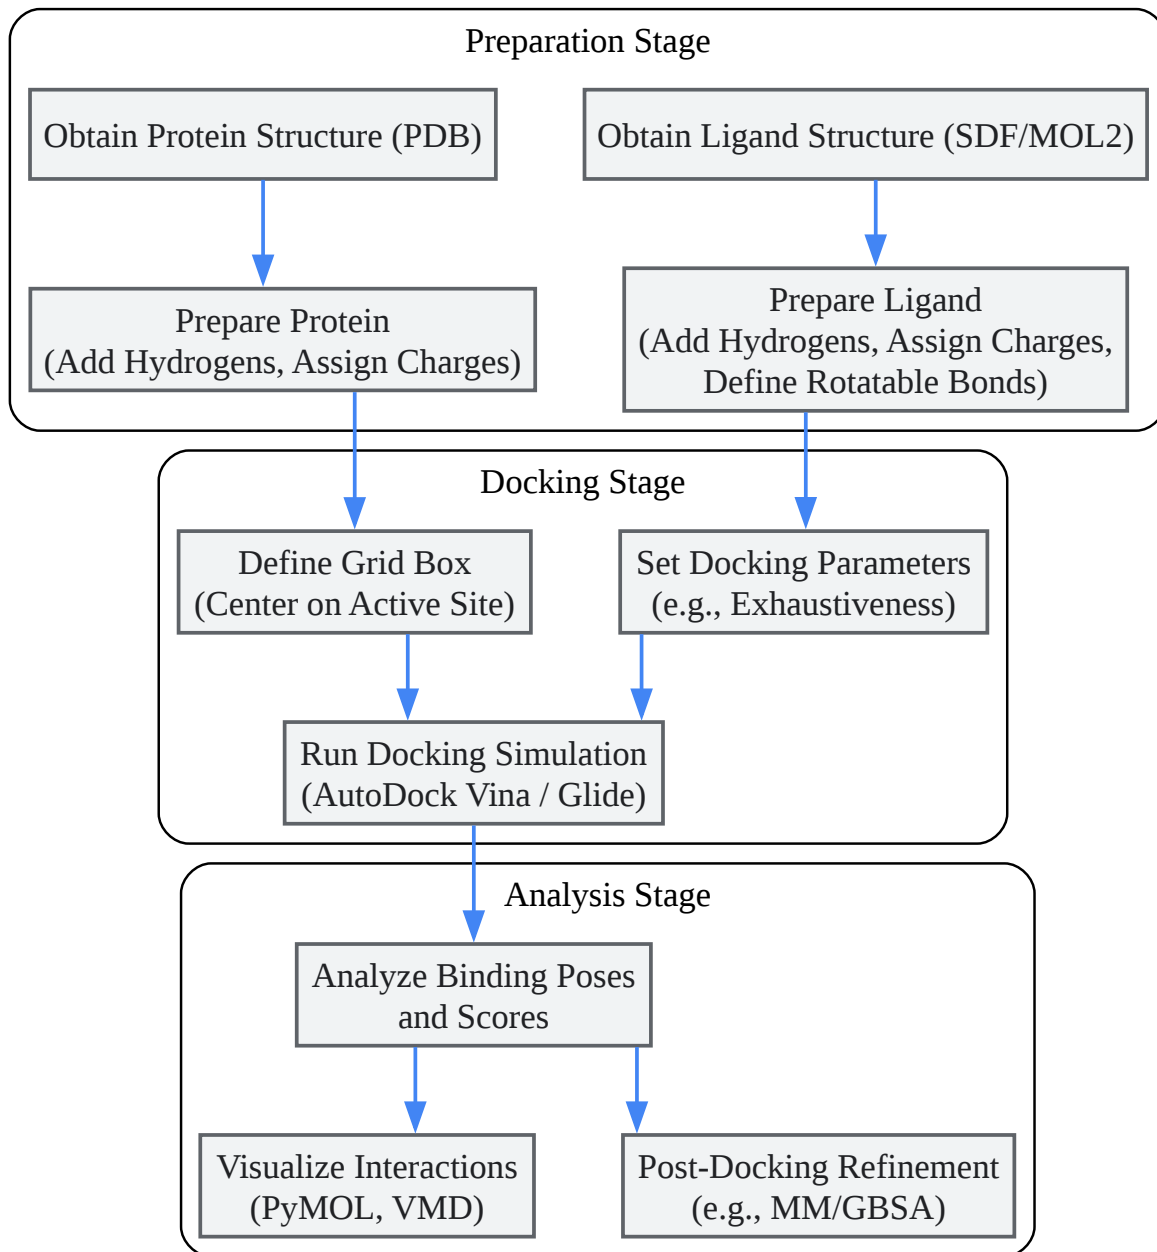 Preparation Stage
Obtain Protein Structure (PDB)
Obtain Ligand Structure (SDF/MOL2)
Prepare Protein
(Add Hydrogens, Assign Charges)
Prepare Ligand
(Add Hydrogens, Assign Charges,
Define Rotatable Bonds)
Docking Stage
Define Grid Box
(Center on Active Site)
Set Docking Parameters
(e.g., Exhaustiveness)
Run Docking Simulation
(AutoDock Vina / Glide)
Analysis Stage
Analyze Binding Poses
and Scores
Visualize Interactions
(PyMOL, VMD)
Post-Docking Refinement
(e.g., MM/GBSA)